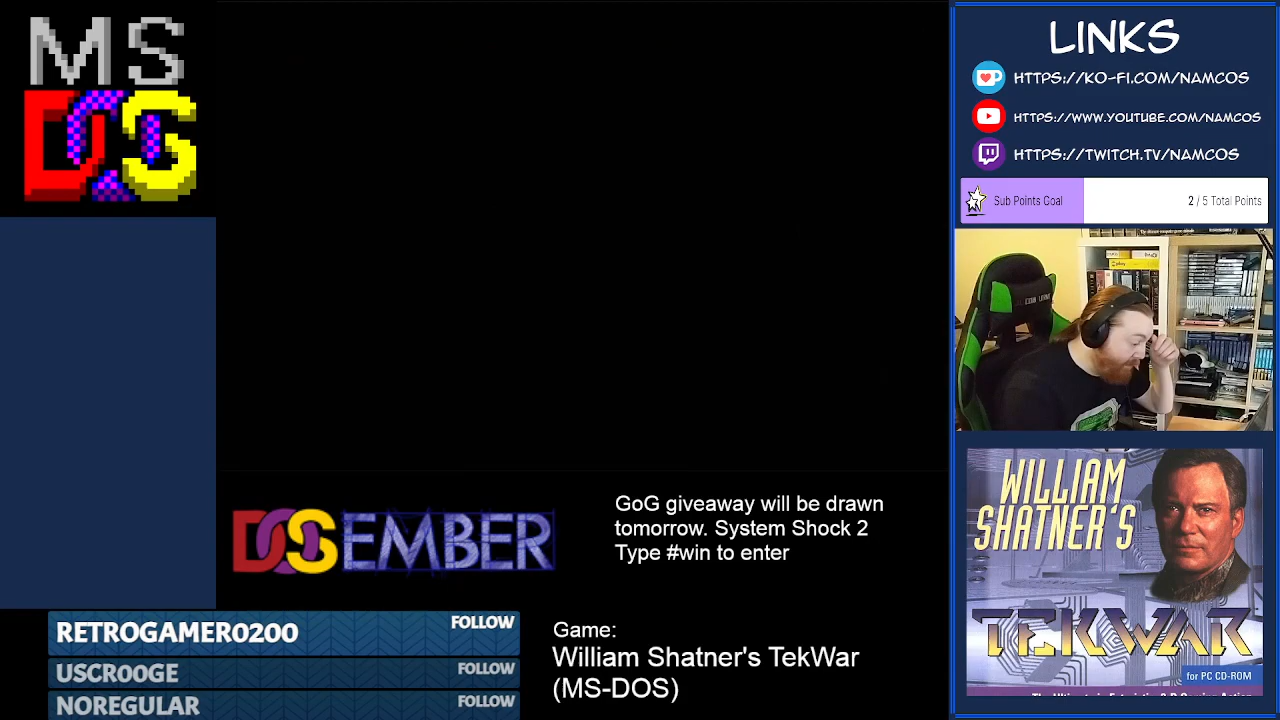 MS
DOS
LINKS
HTTPS://KO-FI.COM/NAMCOS
HTTPS://WWW.YOUTUBE.COM/NAMCOS
HTTPS://TWITCH.TV/NAMCOS
Sub Points Goal
2 / 5 Total Points
DOSEMBER
GoG giveaway will be drawn
tomorrow. System Shock 2
Type #win to enter
WILLIAM
SHATNER'S
TEKWAR
for PC CD-ROM
RETROGAMER0200 FOLLOW
USCR00GE FOLLOW
NOREGULAR FOLLOW
Game:
William Shatner's TekWar
(MS-DOS)